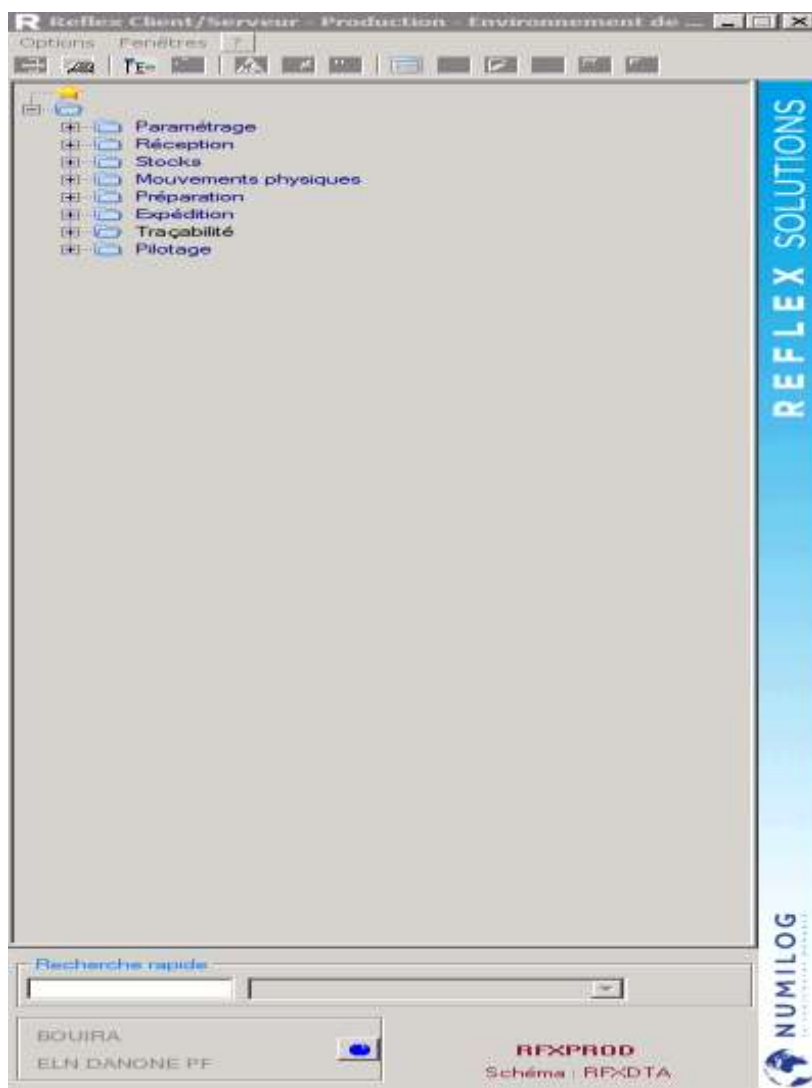 R Reflex Client/Serveur - Production - Environnement de ...
Options Fenêtres ?
Paramétrage
Réception
Stocks
Mouvements physiques
Préparation
Expédition
Traçabilité
Pilotage
REFLEX SOLUTIONS
NUMILOG
Recherche rapide
BOUIRA
ELN DANONE PF
RFXPROD
Schéma : RFXDTA